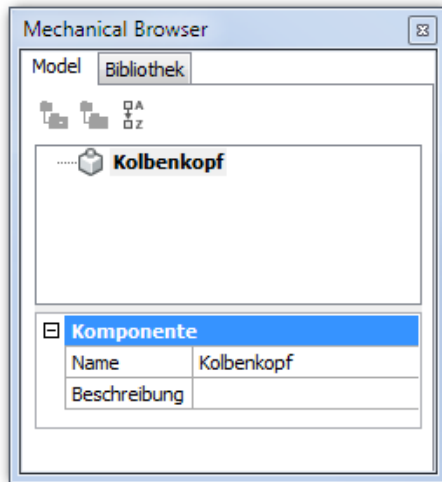 Mechanical Browser
Model Bibliothek
A
Z
Kolbenkopf
Komponente
Name Kolbenkopf
Beschreibung